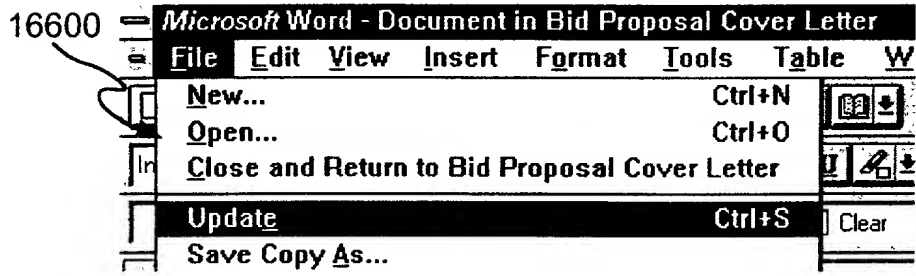 16600
Microsoft Word - Document in Bid Proposal Cover Letter
File Edit View Insert Format Tools Table W
New... Ctrl+N
Open... Ctrl+O
In Close and Return to Bid Proposal Cover Letter U
Update Ctrl+S Clear
Save Copy As...